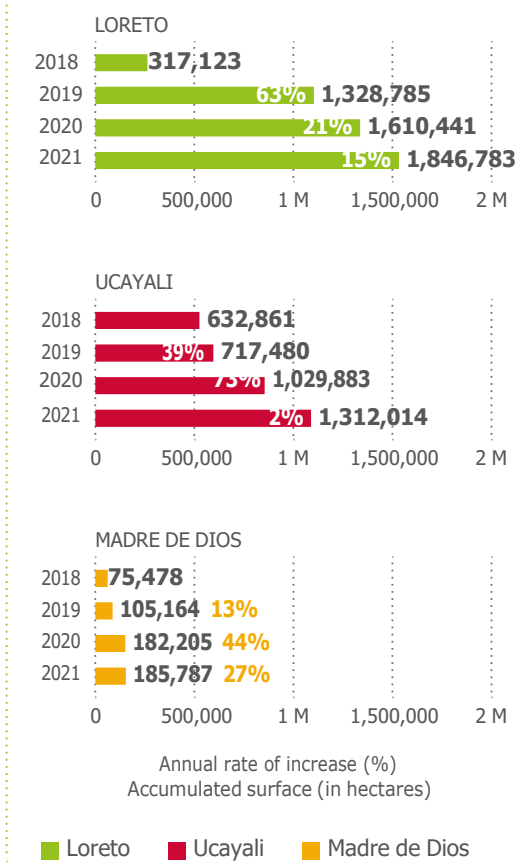 LORETO
2018 317,123
2019 63% 1,328,785
2020 21% 1,610,441
2021 15% 1,846,783
0 500,000 1 M 1,500,000 2 M
UCAYALI
2018 632,861
2019 39% 717,480
2020 73% 1,029,883
2021 2% 1,312,014
0 500,000 1 M 1,500,000 2 M
MADRE DE DIOS
2018 75,478
2019 105,164 13%
2020 182,205 44%
2021 185,787 27%
0 500,000 1 M 1,500,000 2 M
Annual rate of increase (%)
Accumulated surface (in hectares)
Loreto Ucayali Madre de Dios